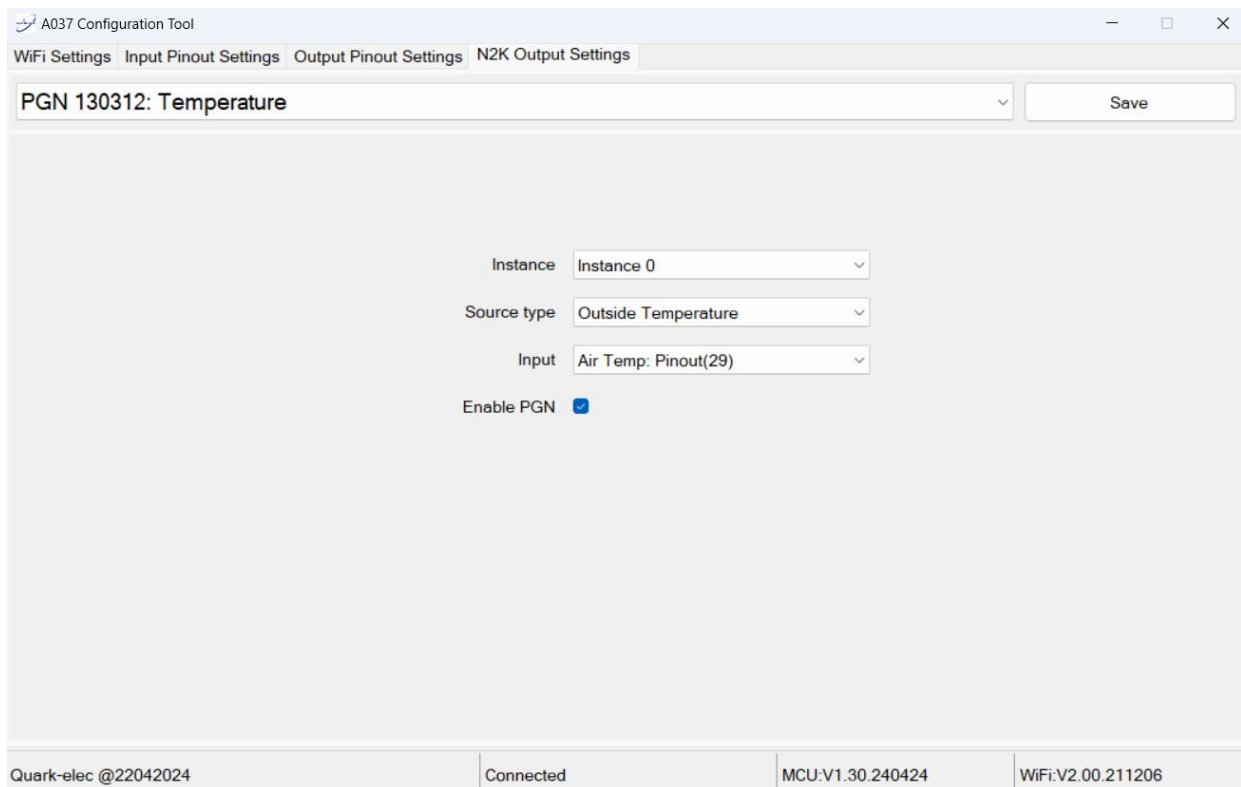 A037 Configuration Tool
WiFi Settings Input Pinout Settings Output Pinout Settings N2K Output Settings
PGN 130312: Temperature Save
Instance Instance 0
Source type Outside Temperature
Input Air Temp: Pinout(29)
Enable PGN
Quark-elec @22042024 Connected MCU:V1.30.240424 WiFi:V2.00.211206